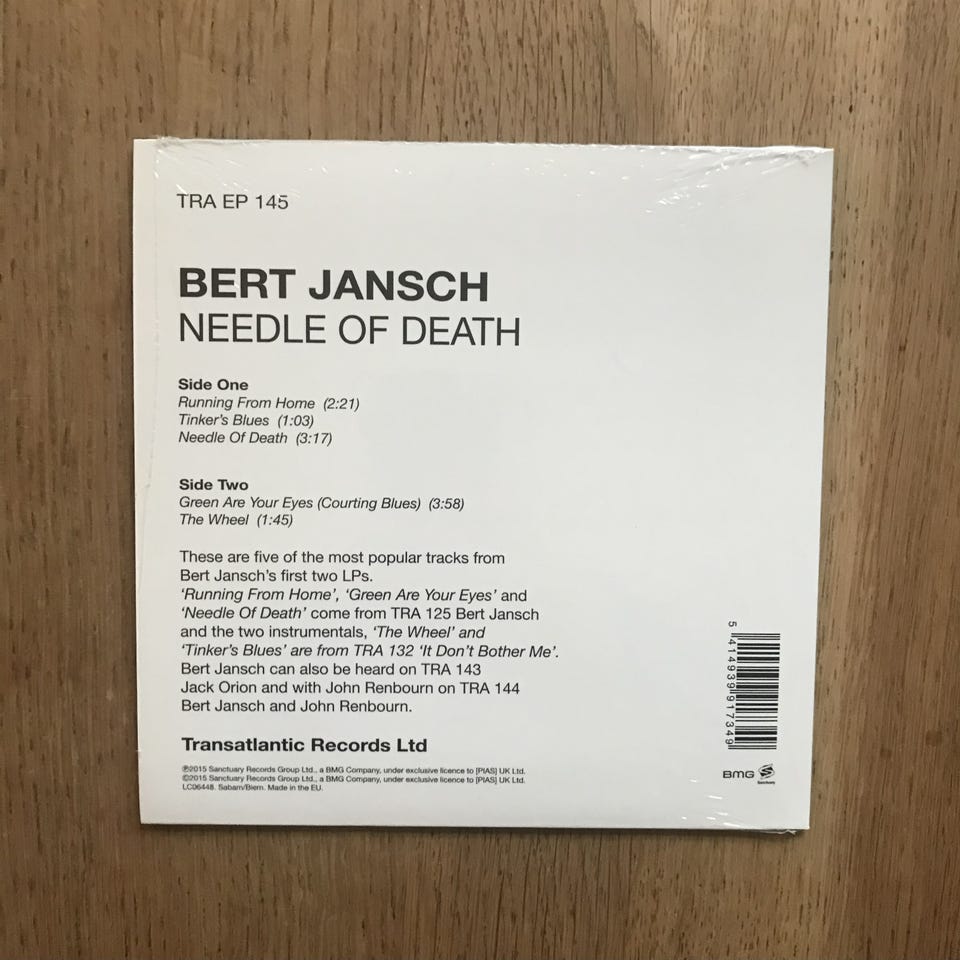 TRA EP 145
BERT JANSCH
NEEDLE OF DEATH
Side One
Running From Home (2:21)
Tinker's Blues (1:03)
Needle Of Death (3:17)
Side Two
Green Are Your Eyes (Courting Blues) (3:58)
The Wheel (1:45)
These are five of the most popular tracks from
Bert Jansch's first two LPs.
'Running From Home', 'Green Are Your Eyes' and
'Needle Of Death' come from TRA 125 Bert Jansch
and the two instrumentals, 'The Wheel' and
'Tinker's Blues' are from TRA 132 'It Don't Bother Me'.
Bert Jansch can also be heard on TRA 143
Jack Orion and with John Renbourn on TRA 144
Bert Jansch and John Renbourn.
Transatlantic Records Ltd
℗2015 Sanctuary Records Group Ltd., a BMG Company, under exclusive licence to [PIAS] UK Ltd.
©2015 Sanctuary Records Group Ltd., a BMG Company, under exclusive licence to [PIAS] UK Ltd.
LC06448. Sabam/Biem. Made in the EU.
5 414939 917349
BMG
Sanctuary